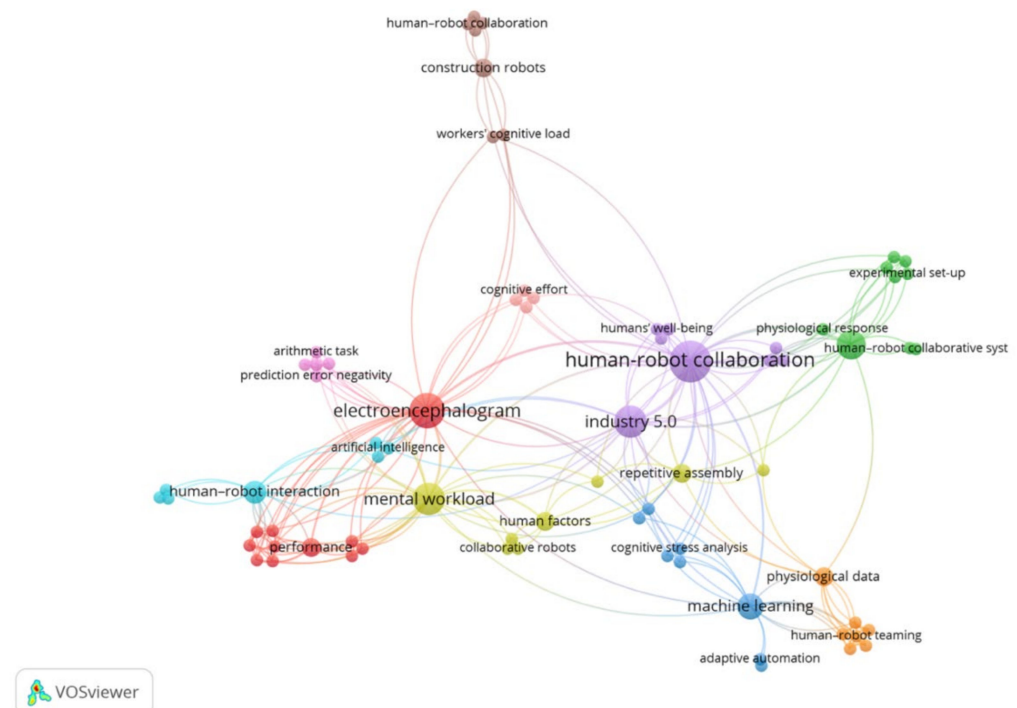 human–robot collaboration
construction robots
workers' cognitive load
experimental set-up
cognitive effort
humans' well-being
physiological response
human–robot collaborative syst
arithmetic task
human-robot collaboration
prediction error negativity
electroencephalogram
industry 5.0
artificial intelligence
repetitive assembly
human–robot interaction
mental workload
human factors
performance
collaborative robots
cognitive stress analysis
physiological data
machine learning
human–robot teaming
adaptive automation
VOSviewer